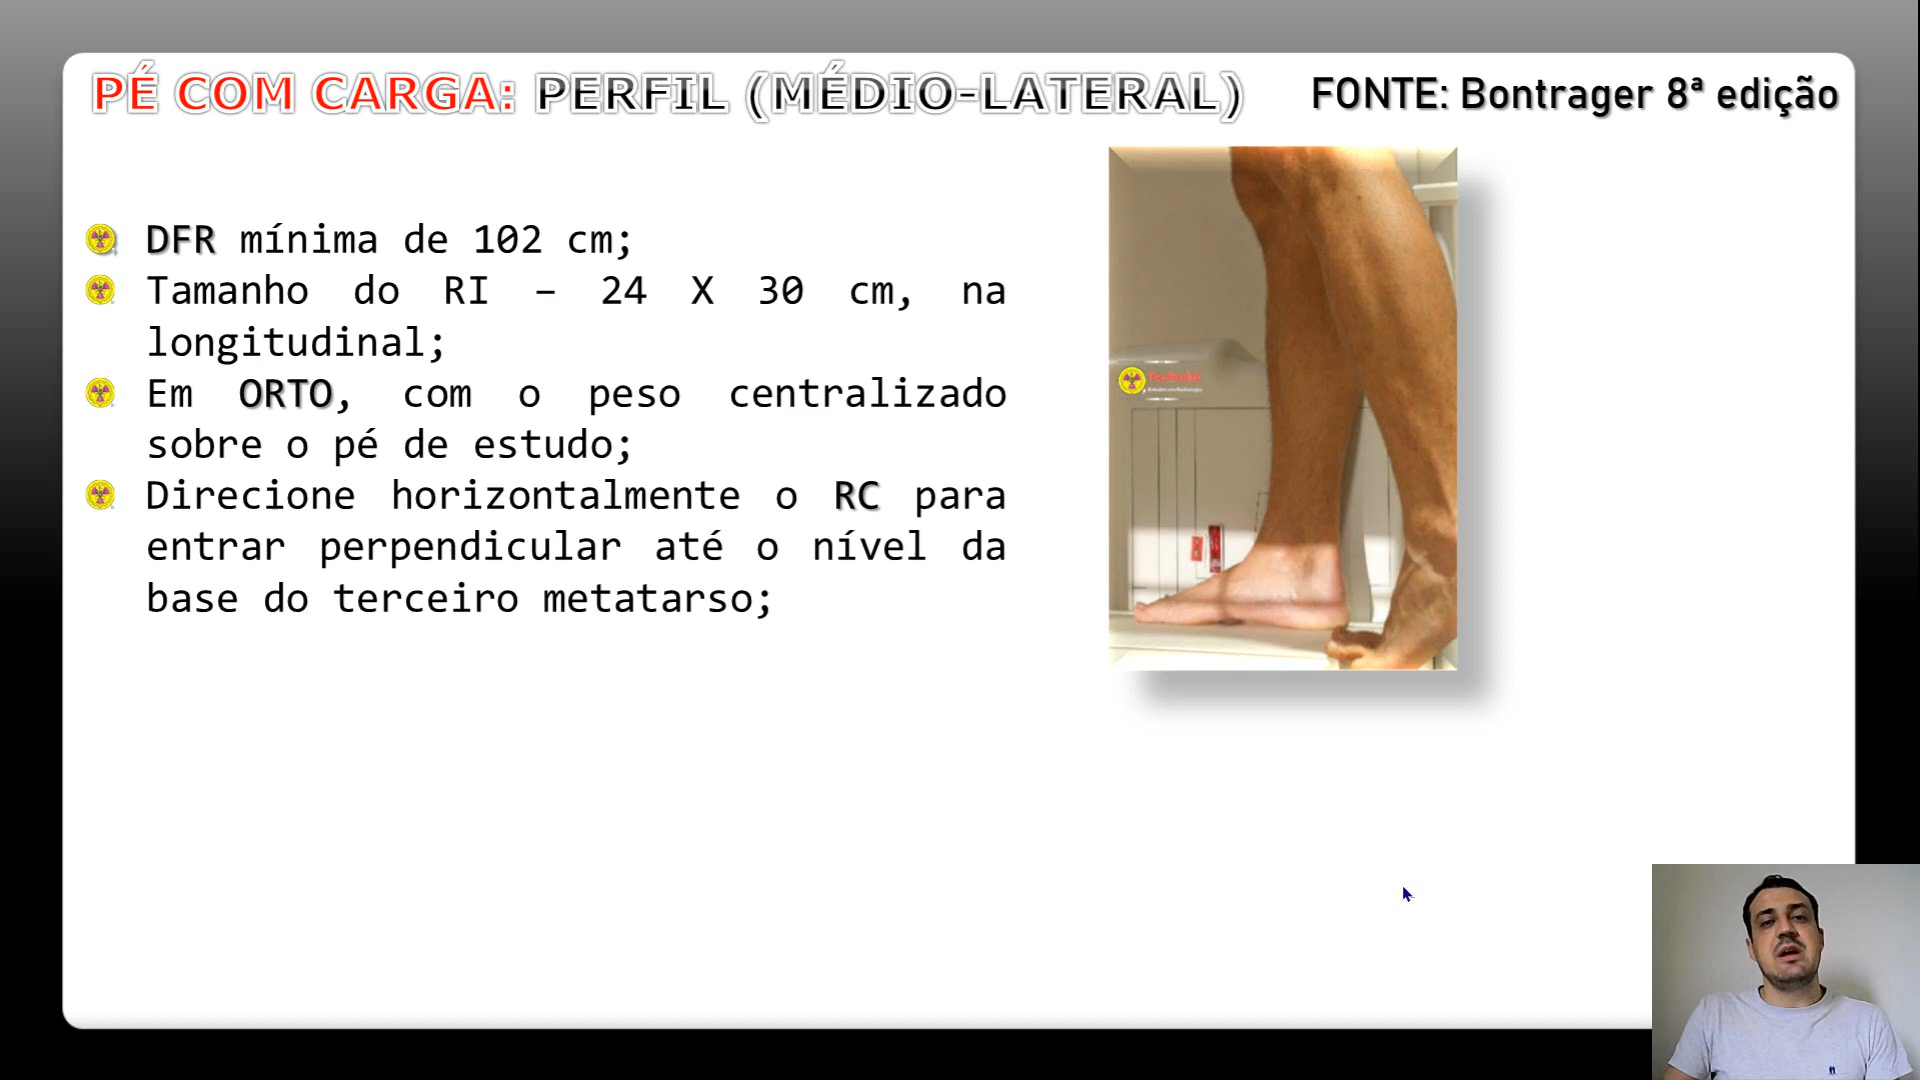 PÉ COM CARGA: PERFIL (MÉDIO-LATERAL)
FONTE: Bontrager 8ª edição
DFR mínima de 102 cm;
Tamanho do RI – 24 X 30 cm, na
longitudinal;
Em ORTO, com o peso centralizado
sobre o pé de estudo;
Direcione horizontalmente o RC para
entrar perpendicular até o nível da
base do terceiro metatarso;